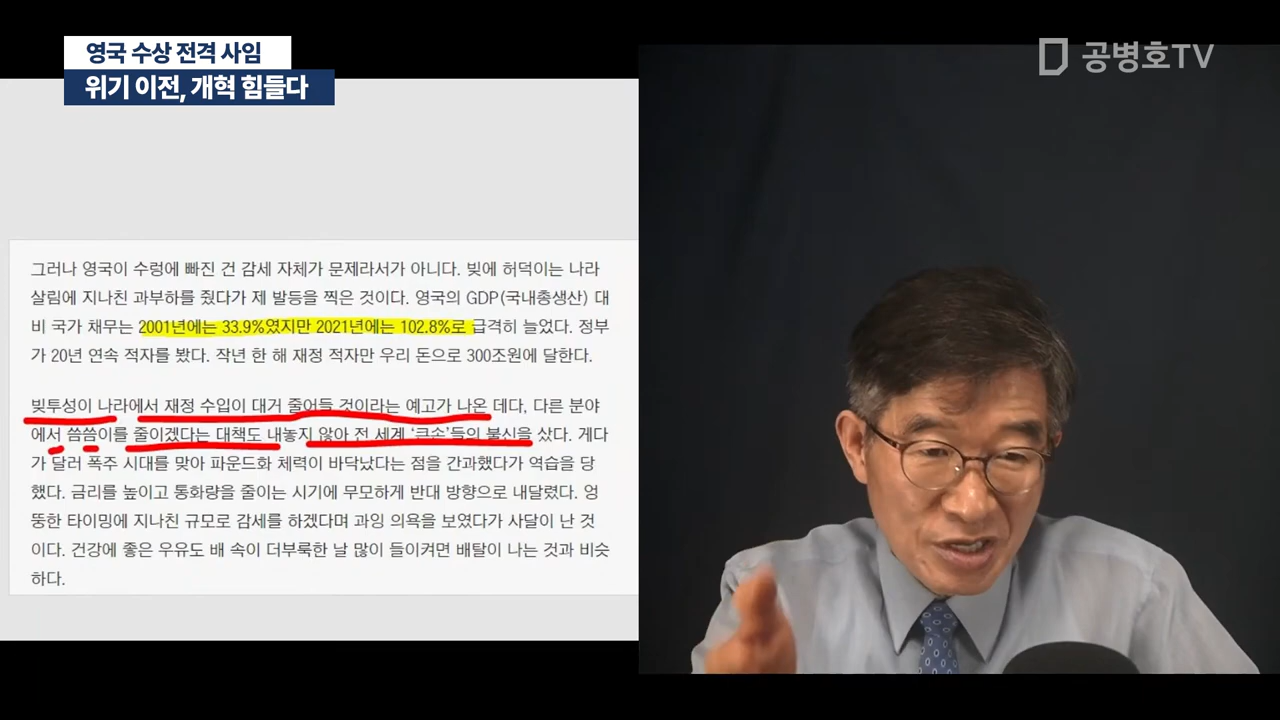 영국 수상 전격 사임
위기 이전, 개혁 힘들다
공병호TV
그러나 영국이 수렁에 빠진 건 감세 자체가 문제라서가 아니다. 빚에 허덕이는 나라
살림에 지나친 과부하를 줬다가 제 발등을 찍은 것이다. 영국의 GDP(국내총생산) 대
비 국가 채무는 2001년에는 33.9%였지만 2021년에는 102.8%로 급격히 늘었다. 정부
가 20년 연속 적자를 봤다. 작년 한 해 재정 적자만 우리 돈으로 300조원에 달한다.
빚투성이 나라에서 재정 수입이 대거 줄어들 것이라는 예고가 나온 데다, 다른 분야
에서 씀씀이를 줄이겠다는 대책도 내놓지 않아 전 세계 ‘큰손’들의 불신을 샀다. 게다
가 달러 폭주 시대를 맞아 파운드화 체력이 바닥났다는 점을 간과했다가 역습을 당
했다. 금리를 높이고 통화량을 줄이는 시기에 무모하게 반대 방향으로 내달렸다. 엉
뚱한 타이밍에 지나친 규모로 감세를 하겠다며 과잉 의욕을 보였다가 사달이 난 것
이다. 건강에 좋은 우유도 배 속이 더부룩한 날 많이 들이켜면 배탈이 나는 것과 비슷
하다.